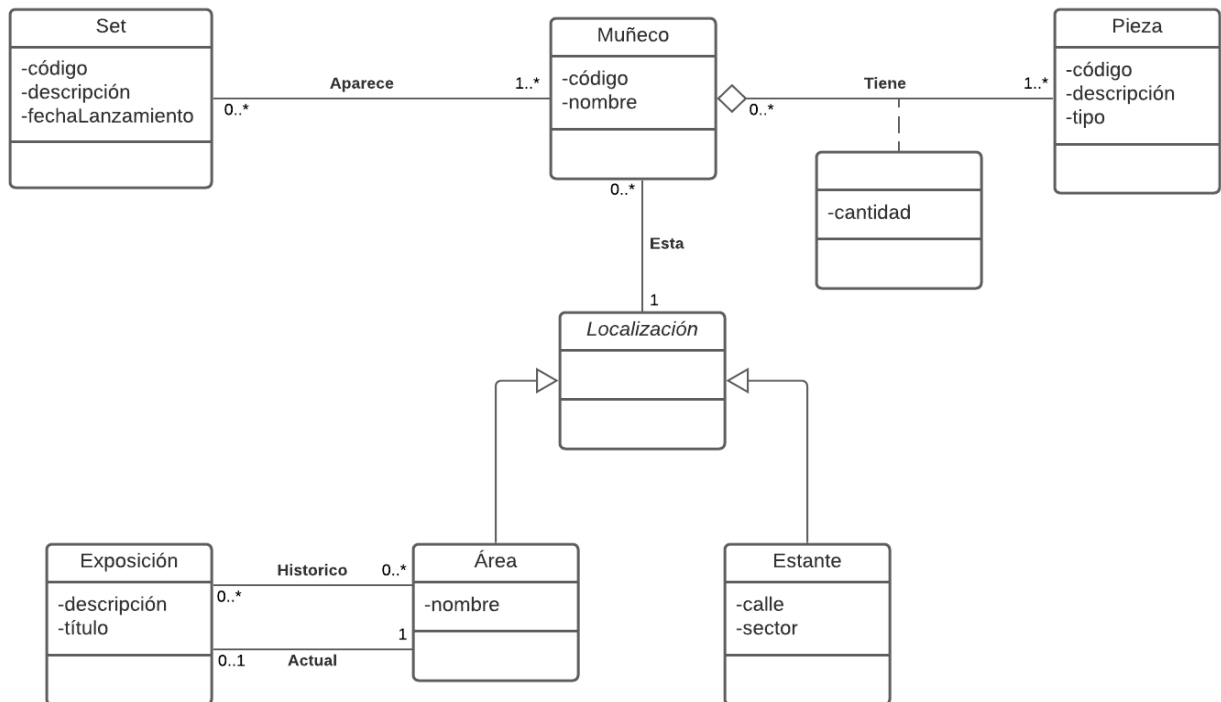 Set
-código
-descripción
-fechaLanzamiento
Aparece
0..*
1..*
Muñeco
-código
-nombre
Tiene
0..*
1..*
Pieza
-código
-descripción
-tipo
-cantidad
0..*
Esta
1
Localización
Exposición
-descripción
-título
Historico
0..*
0..*
Actual
0..1
1
Área
-nombre
Estante
-calle
-sector